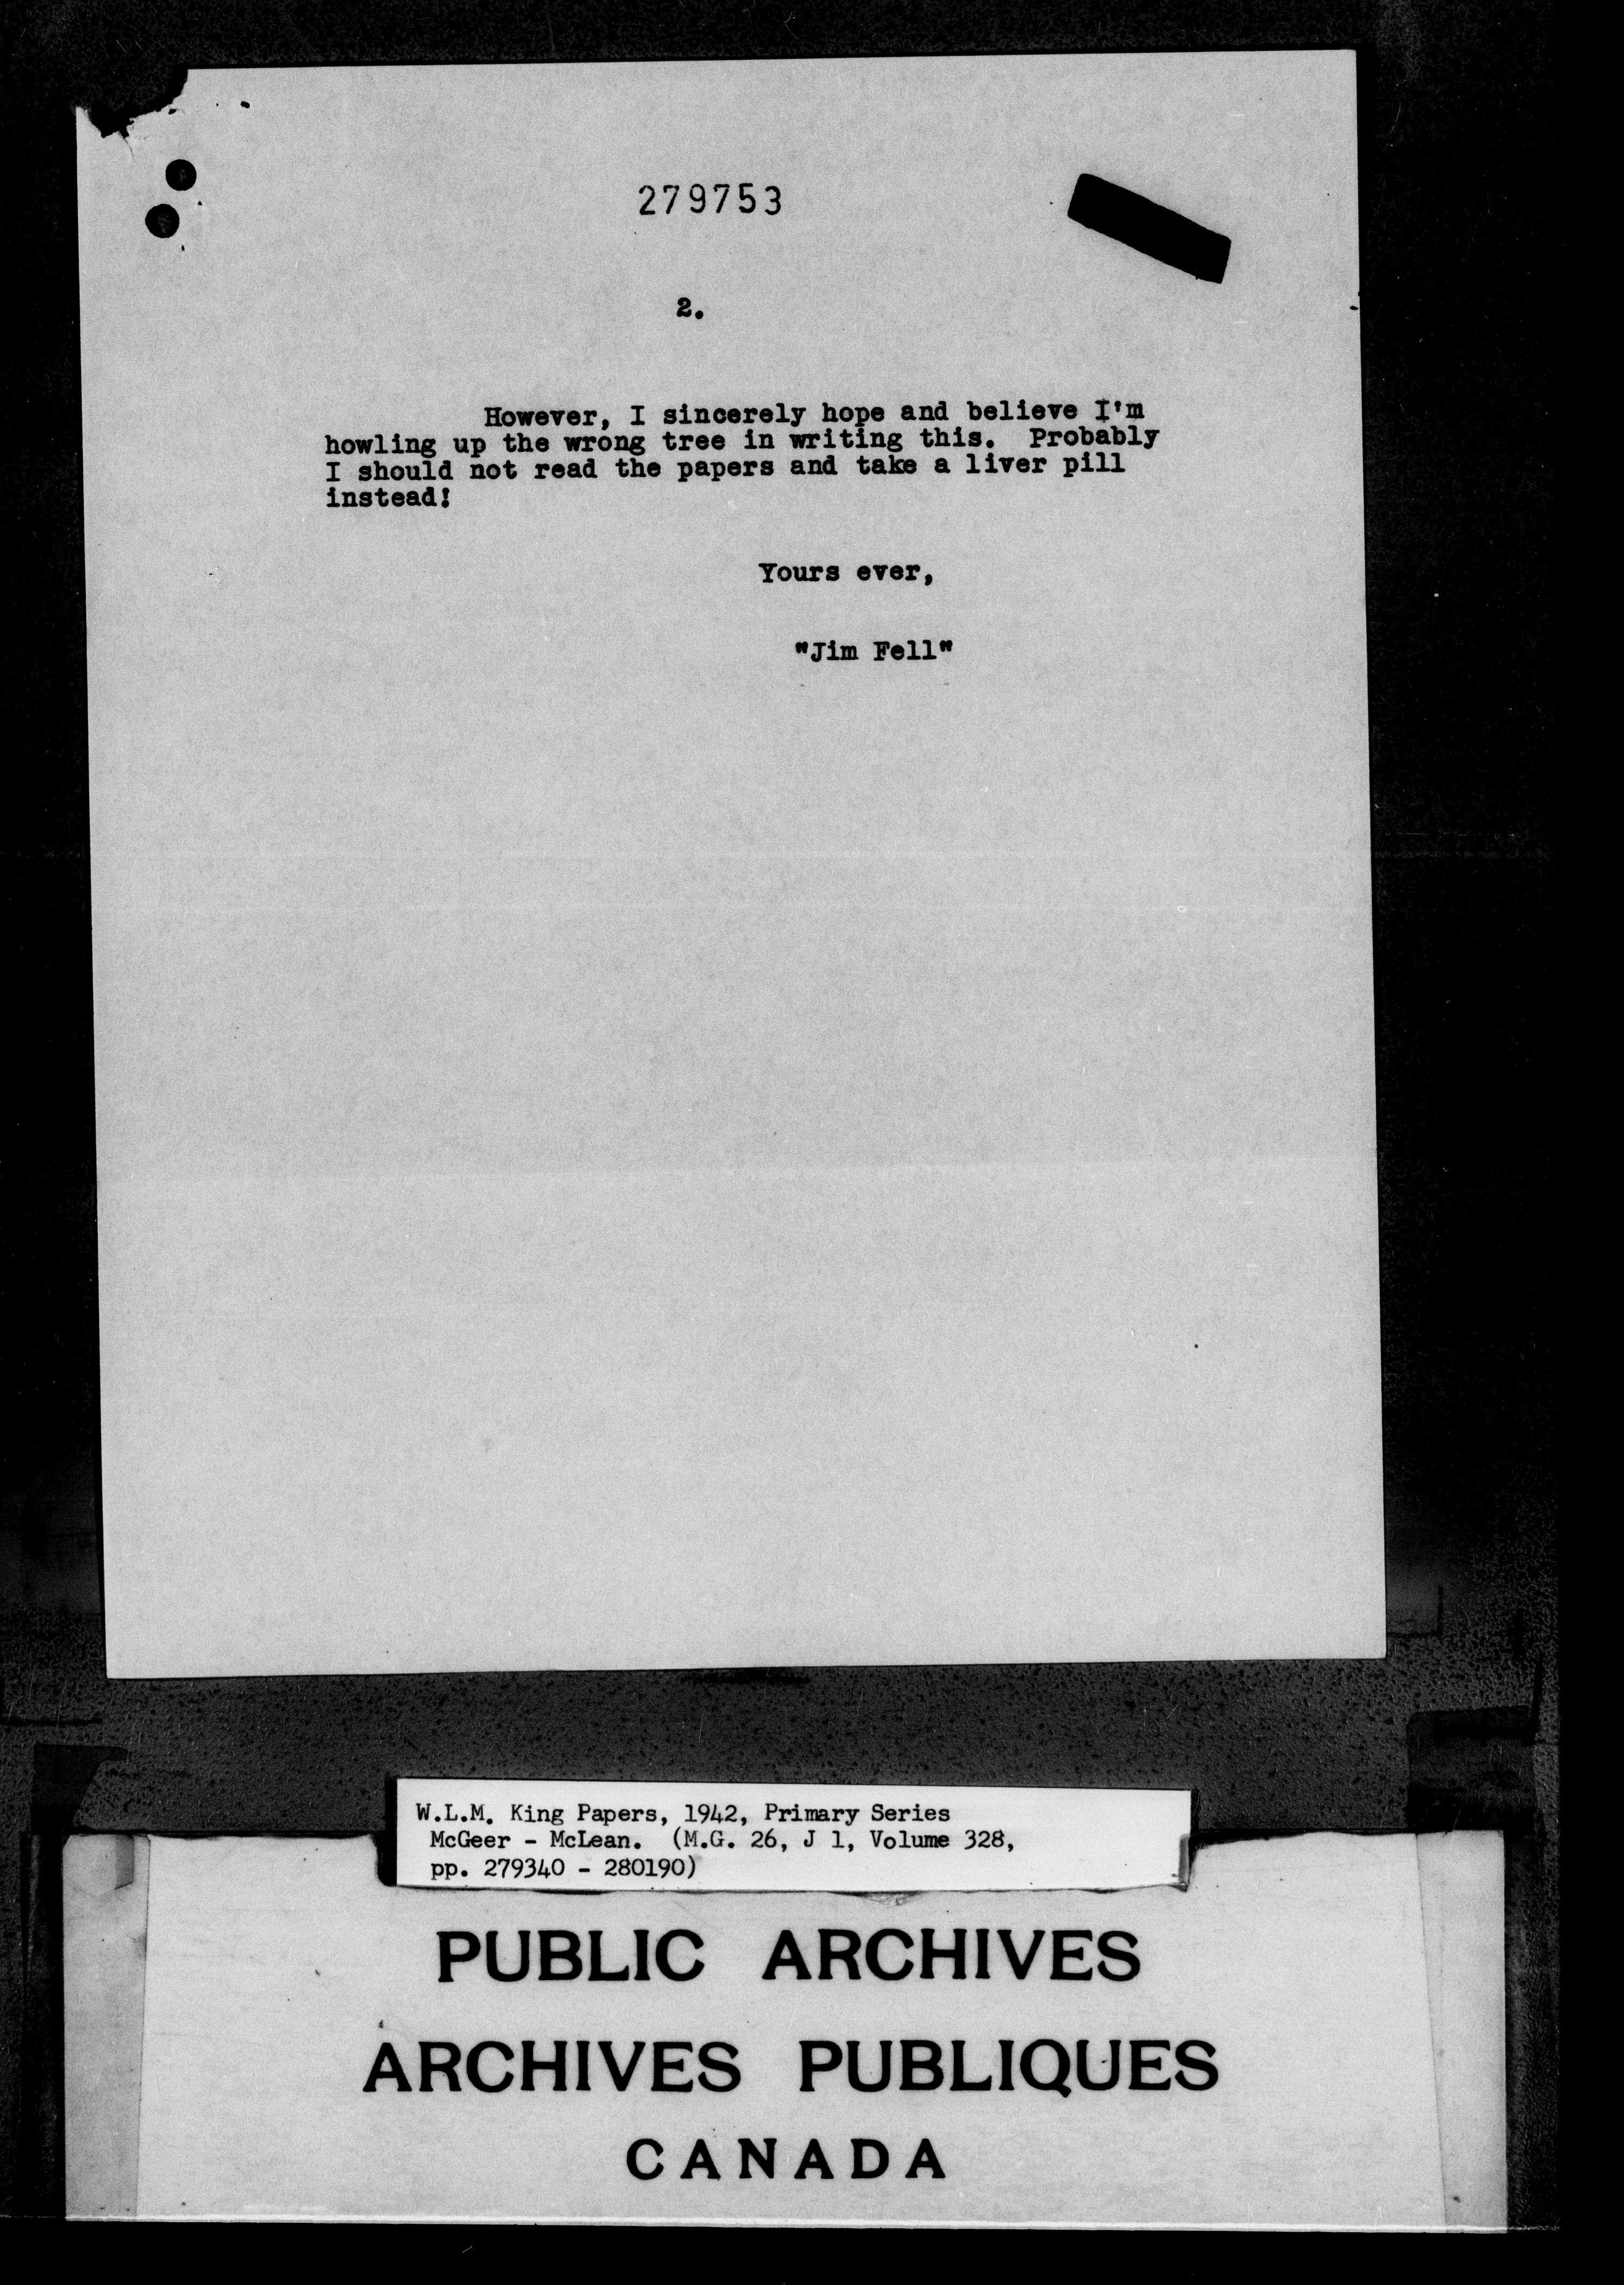 279753
2.
However, I sincerely hope and believe I'm
howling up the wrong tree in writing this. Probably
I should not read the papers and take a liver pill
instead!
Yours ever,
"Jim Fell"
W.L.M. King Papers, 1942, Primary Series
McGeer - McLean. (M.G. 26, J 1, Volume 328,
pp. 279340 - 280190)
PUBLIC ARCHIVES
ARCHIVES PUBLIQUES
CANADA